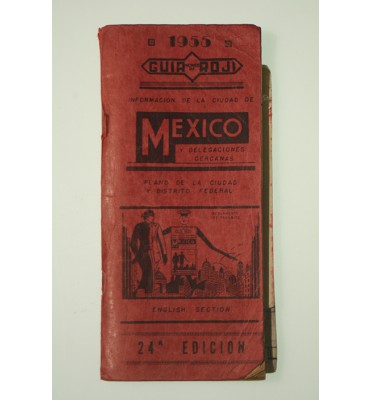 1955
GUIA ROJI
INFORMACION DE LA CIUDAD DE
MEXICO
Y DELEGACIONES
CERCANAS
PLANO DE LA CIUDAD
Y DISTRITO FEDERAL
ENGLISH SECTION
24ª EDICION